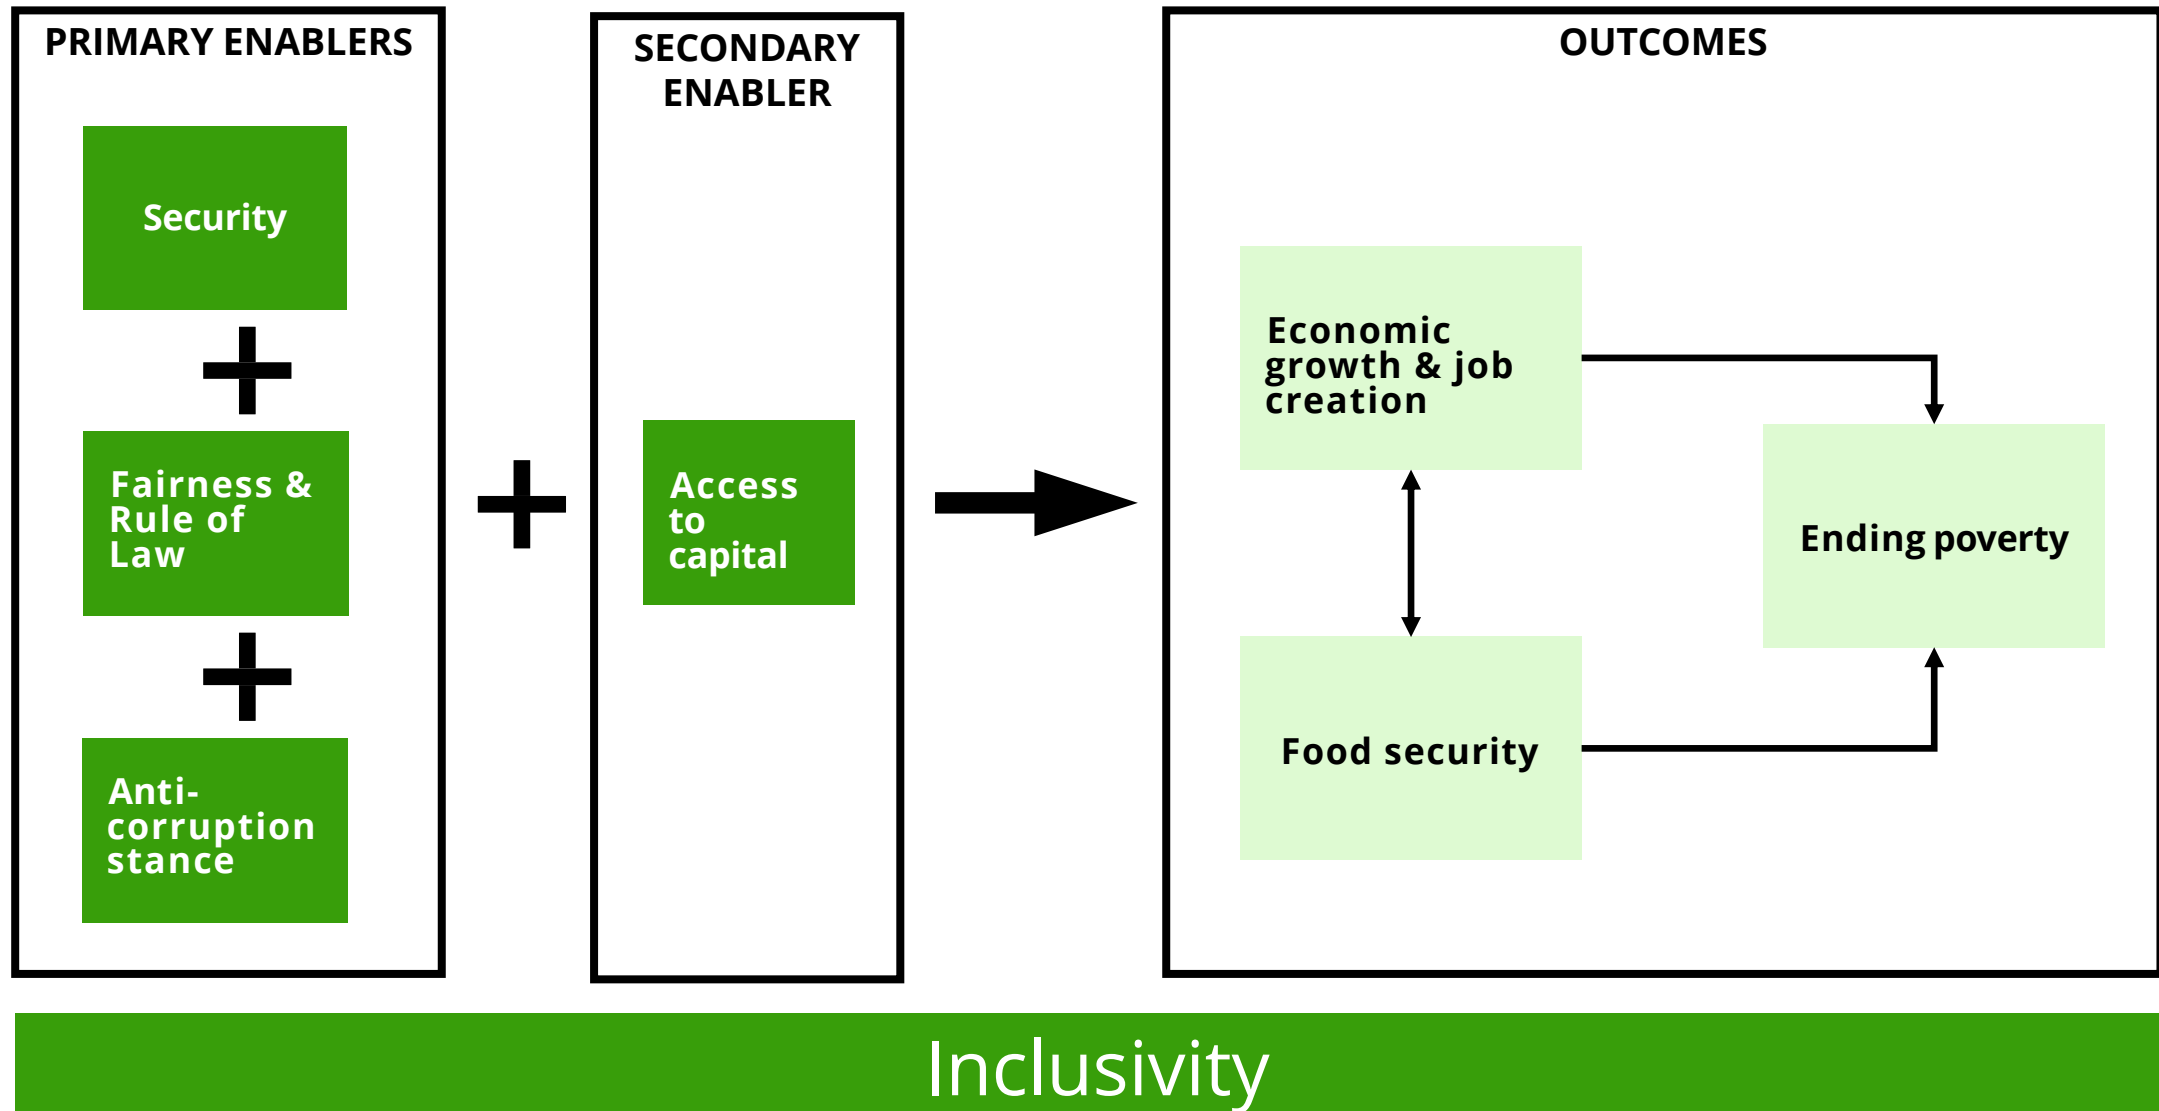 PRIMARY ENABLERS
Security
Fairness &
Rule of
Law
Anti-
corruption
stance
SECONDARY
ENABLER
Access
to
capital
OUTCOMES
Economic
growth & job
creation
Ending poverty
Food security
Inclusivity